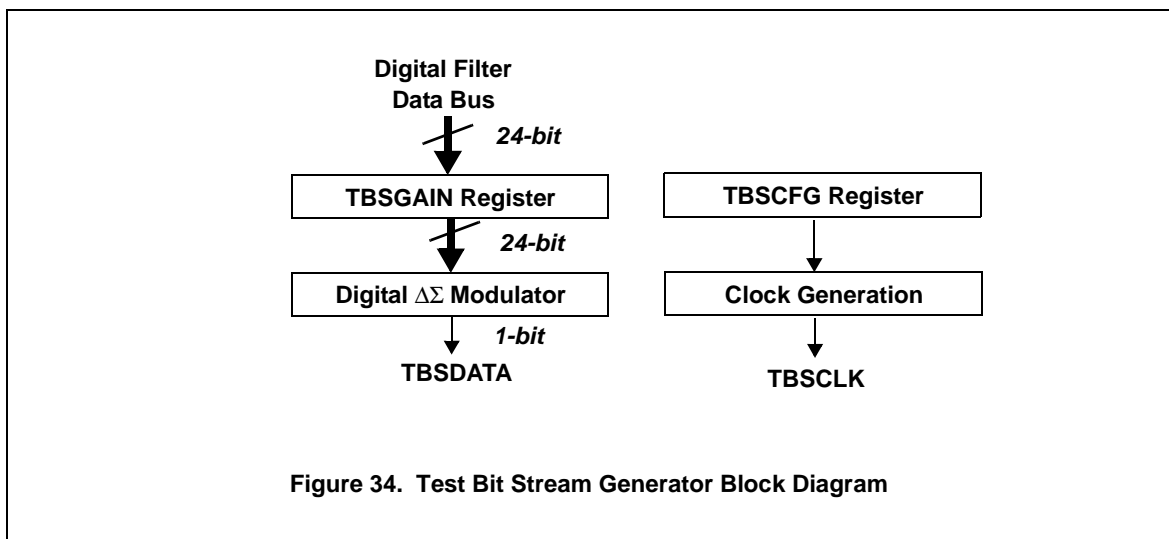 Digital Filter
Data Bus
24-bit
TBSGAIN Register
24-bit
Digital ΔΣ Modulator
1-bit
TBSDATA
TBSCFG Register
Clock Generation
TBSCLK
Figure 34. Test Bit Stream Generator Block Diagram